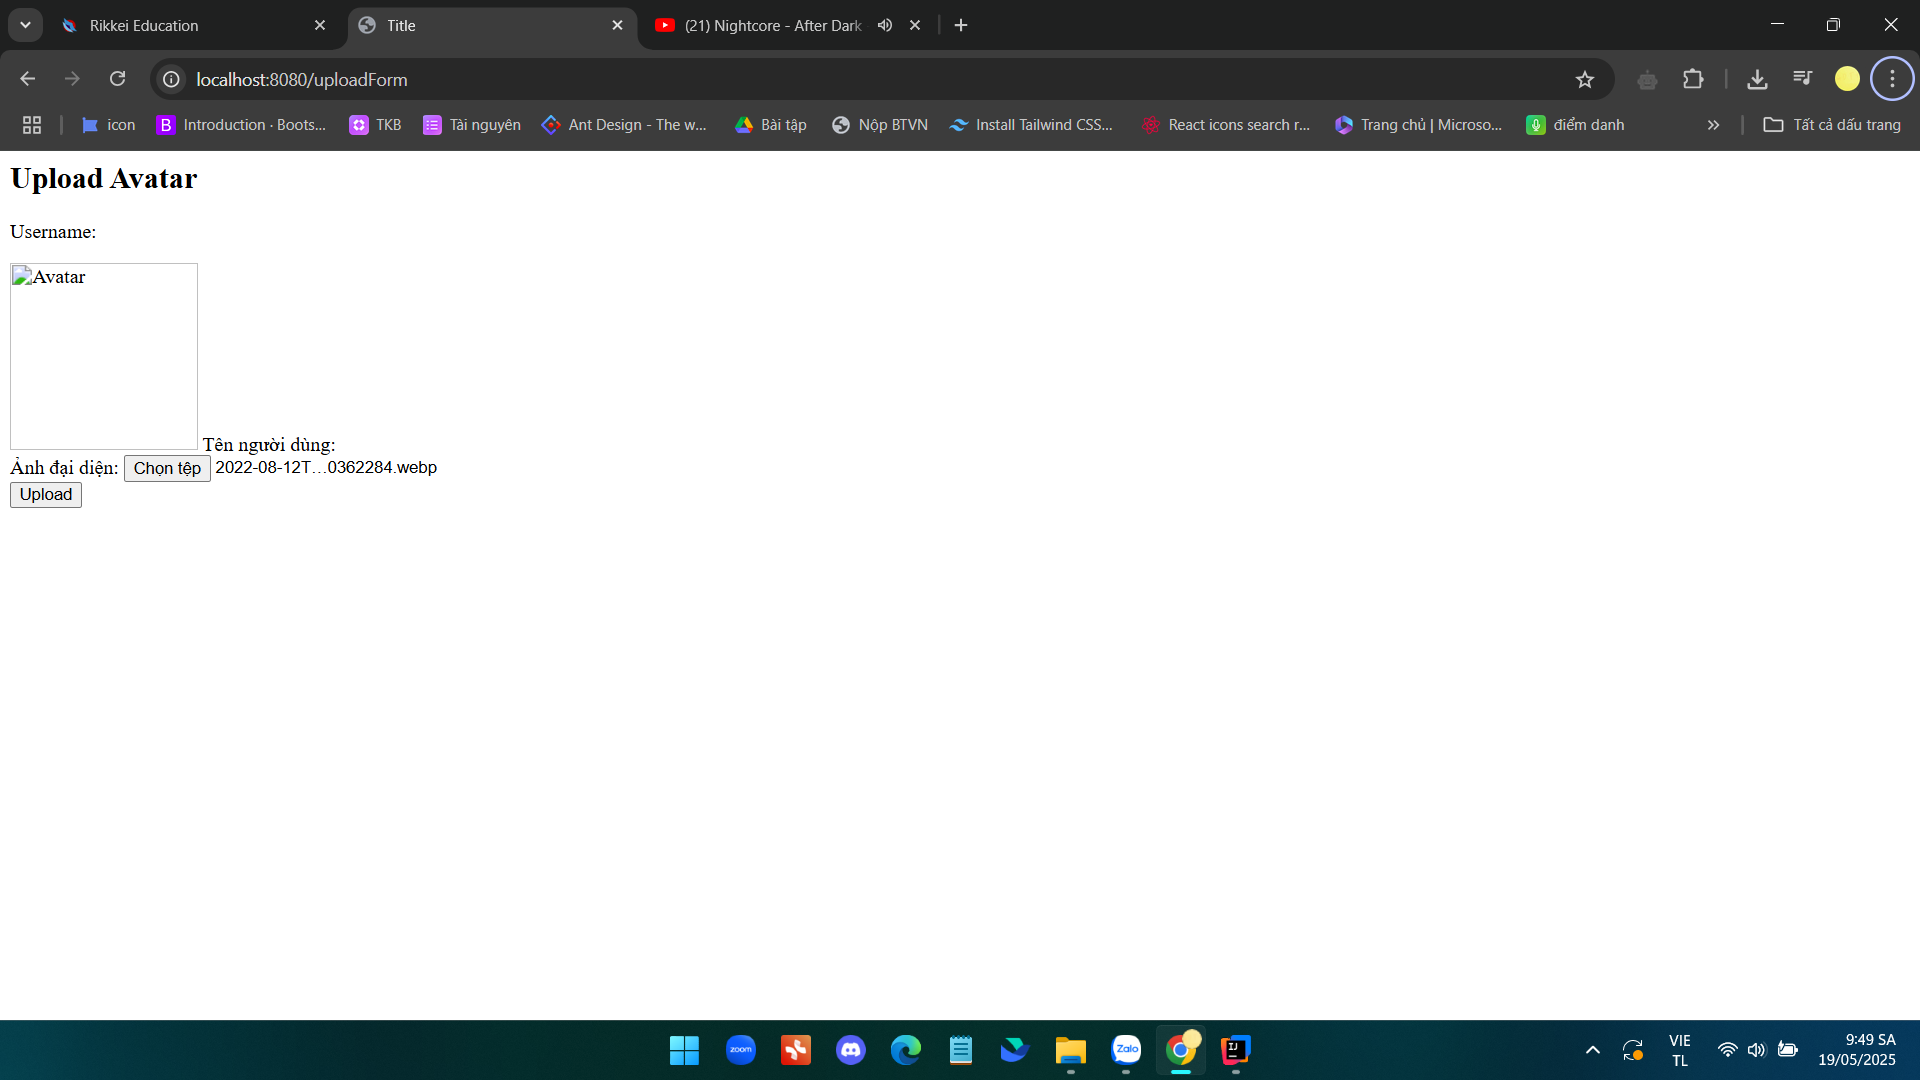 Rikkei Education
Title
(21) Nightcore - After Dark
localhost:8080/uploadForm
icon
Introduction · Boots...
TKB
Tài nguyên
Ant Design - The w...
Bài tập
Nộp BTVN
Install Tailwind CSS...
React icons search r...
Trang chủ | Microso...
điểm danh
Tất cả dấu trang
Upload Avatar
Username:
Avatar
Tên người dùng:
Ảnh đại diện: Chọn tệp 2022-08-12T...0362284.webp
Upload
zoom
Zalo
IJ
VIE
TL
9:49 SA
19/05/2025